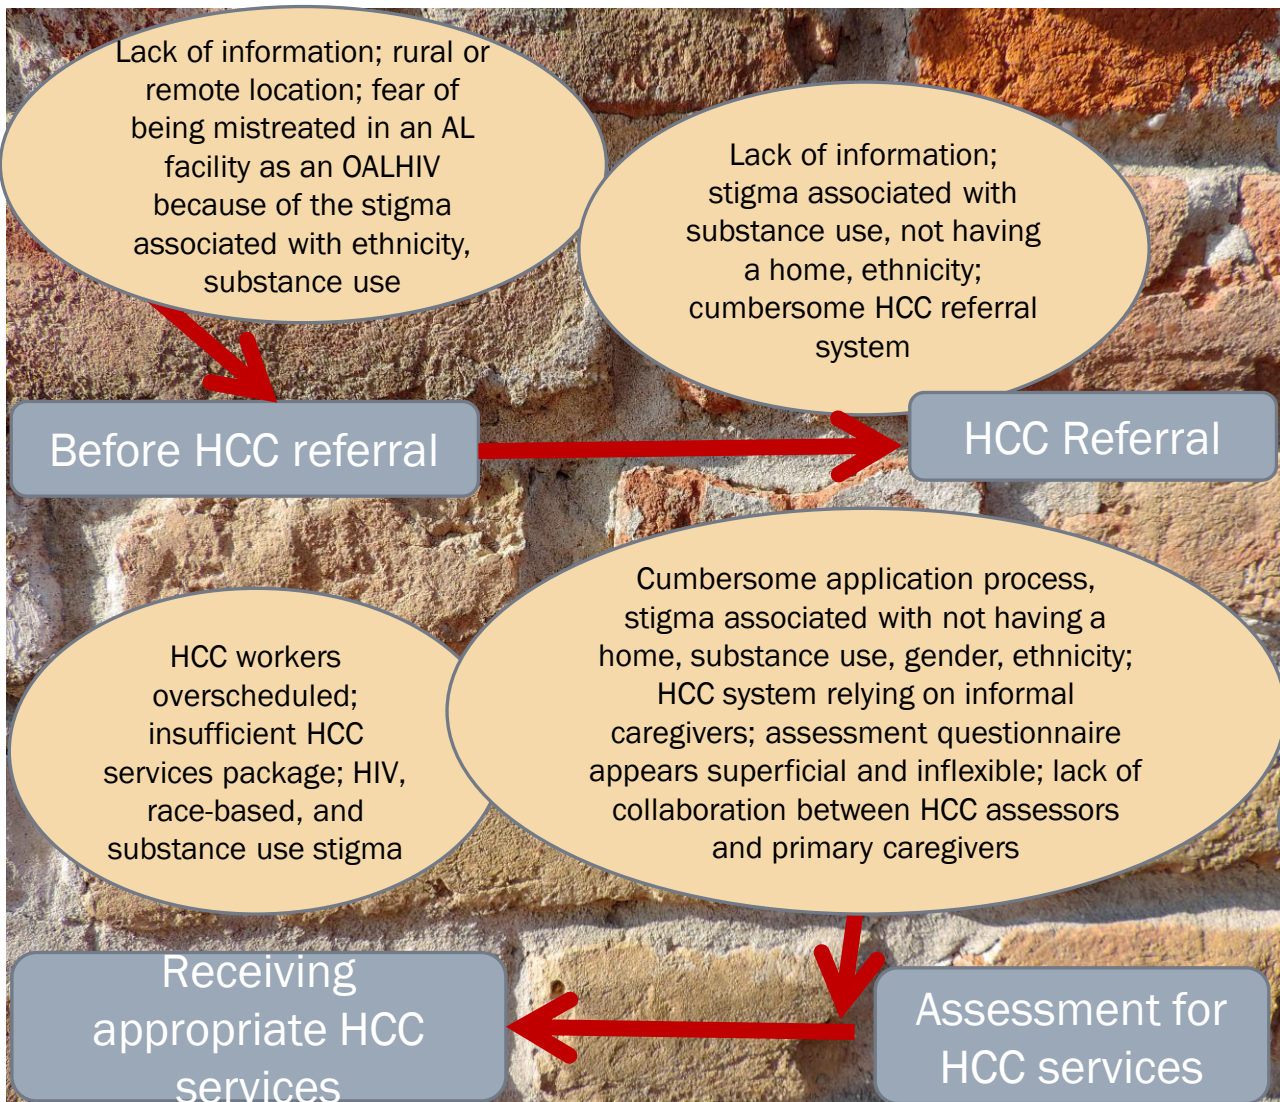 Lack of information; rural or
remote location; fear of
being mistreated in an AL
facility as an OALHIV
because of the stigma
associated with ethnicity,
substance use
Lack of information;
stigma associated with
substance use, not having
a home, ethnicity;
cumbersome HCC referral
system
Before HCC referral
HCC Referral
HCC workers
overscheduled;
insufficient HCC
services package; HIV,
race-based, and
substance use stigma
Cumbersome application process,
stigma associated with not having a
home, substance use, gender, ethnicity;
HCC system relying on informal
caregivers; assessment questionnaire
appears superficial and inflexible; lack of
collaboration between HCC assessors
and primary caregivers
Receiving
appropriate HCC
services
Assessment for
HCC services